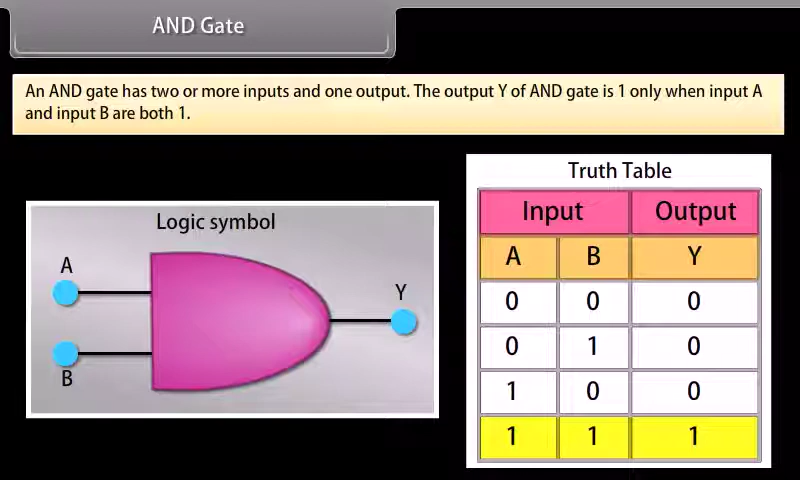 AND Gate
An AND gate has two or more inputs and one output. The output Y of AND gate is 1 only when input A
and input B are both 1.
Logic symbol
A
B
Y
Truth Table
Input Output
A B Y
0 0 0
0 1 0
1 0 0
1 1 1